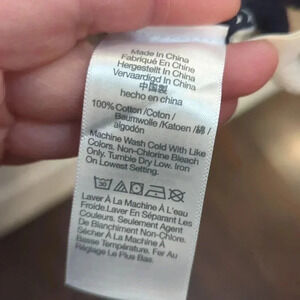 Made In China
Fabriqué En Chine
Hergestellt In China
Vervaardigd In China
中国製
hecho en china
100% Cotton /Coton /
Baumwolle /Katoen / 綿 /
algodón
Machine Wash Cold With Like
Colors. Non-Chlorine Bleach
Only. Tumble Dry Low. Iron
On Lowest Setting.
Laver À La Machine À L'eau
Froide.Laver En Séparant Les
Couleurs. Seulement Agent
De Blanchiment Non-Chlore.
Sécher À La Machine À
Basse Température. Fer Au
Réglage Le Plus Bas.